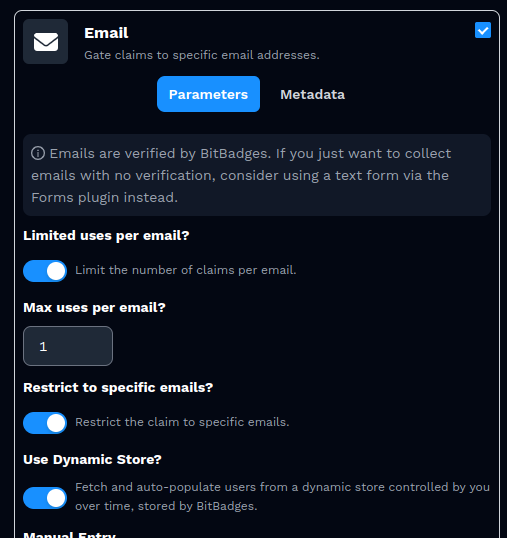 Email
Gate claims to specific email addresses.
Parameters Metadata
Emails are verified by BitBadges. If you just want to collect
emails with no verification, consider using a text form via the
Forms plugin instead.
Limited uses per email?
Limit the number of claims per email.
Max uses per email?
1
Restrict to specific emails?
Restrict the claim to specific emails.
Use Dynamic Store?
Fetch and auto-populate users from a dynamic store controlled by you
over time, stored by BitBadges.
Manual Entry